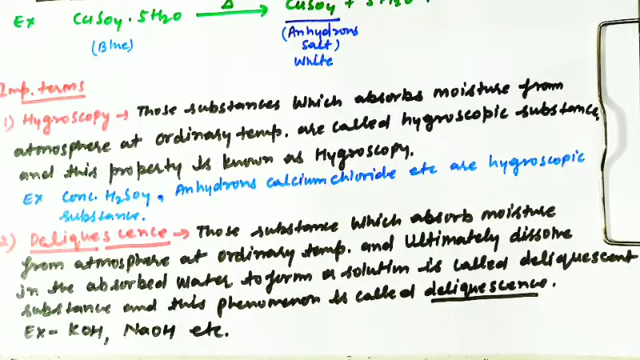 Ex CuSO4 · 5H2O —Δ→ CuSO4 + 5H2O
(Blue) (Anhydrons
Salt)
White
Imp. terms
1) Hygroscopy → Those substances which absorbs moisture from
atmosphere at ordinary temp. are called hygroscopic substance,
and this property is known as Hygroscopy.
Ex conc. H2SO4, Anhydrons calcium chloride etc are hygroscopic
substance.
2) Deliquescence → Those substance which absorb moisture
from atmosphere at ordinary temp. and Ultimately dissolve
in the absorbed water to form a solution is called deliquescent
substance and this phenomenon is called deliquescence.
Ex- KOH, NaOH etc.